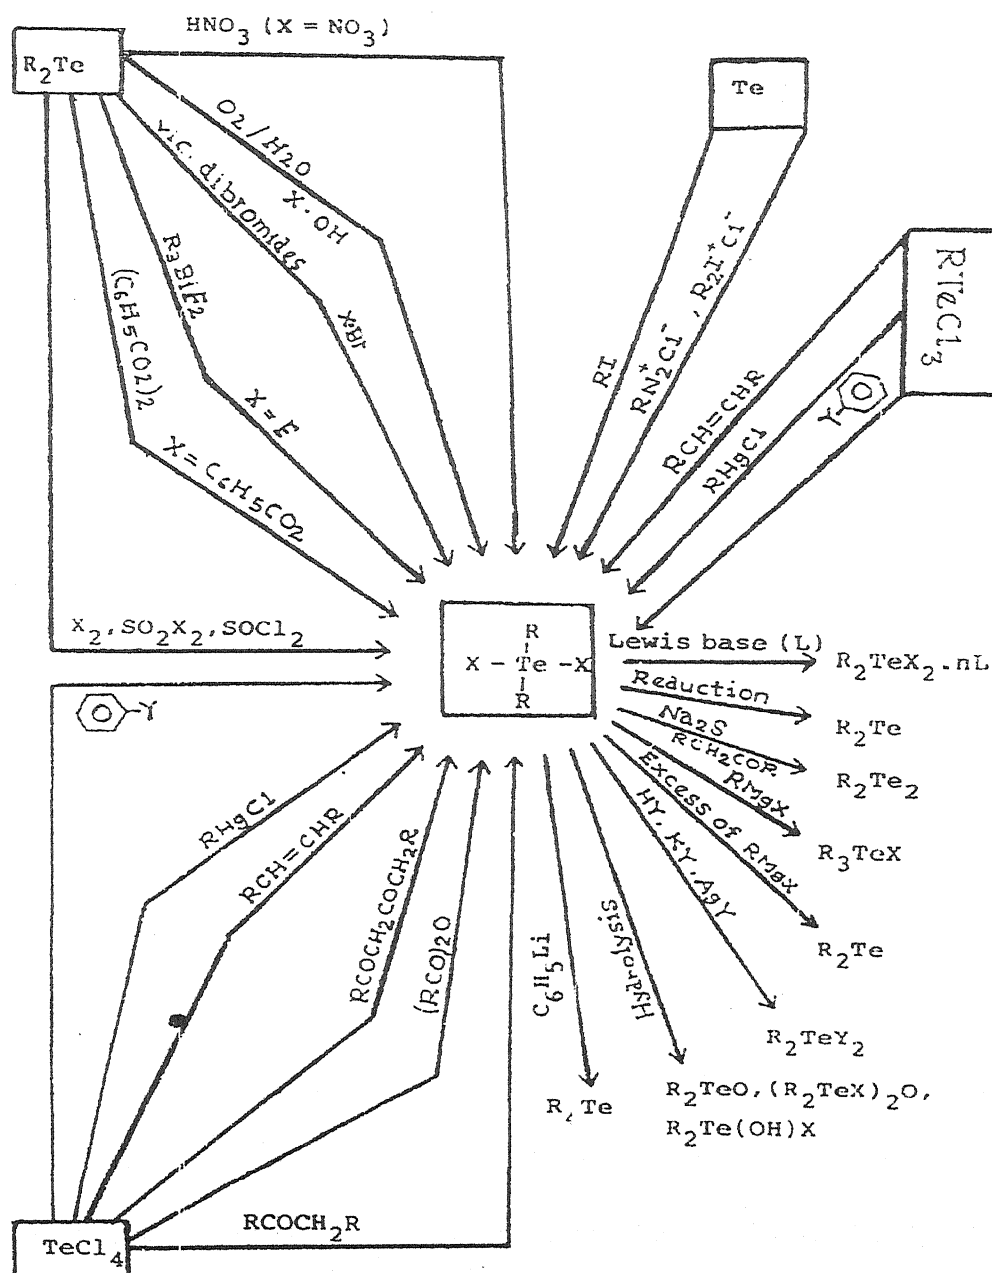 HNO3 (X = NO3)
R2Te
Te
O2/H2O
X·OH
vic. dibromides
X·Br
R3BiF2
X=F
(C6H5CO2)2
X=C6H5CO2
X2,SO2X2,SOCl2
RI
RN2+Cl-, R2I+Cl-
RTeCl3
RCH=CHR
RHgCl
Y
R
X-Te-X
R
Lewis base (L)
R2TeX2.nL
Reduction
R2Te
Na2S
RCH2COR
R2Te2
RMgX
R3TeX
Excess of RMgX
R2Te
HY, KY, AgY
R2TeY2
Hydrolysis
R2TeO,(R2TeX)2O,
R2Te(OH)X
C6H5Li
Te
Y
RHgCl
RCH=CHR
RCOCH2COCH2R
(RCO)2O
RCOCH2R
TeCl4